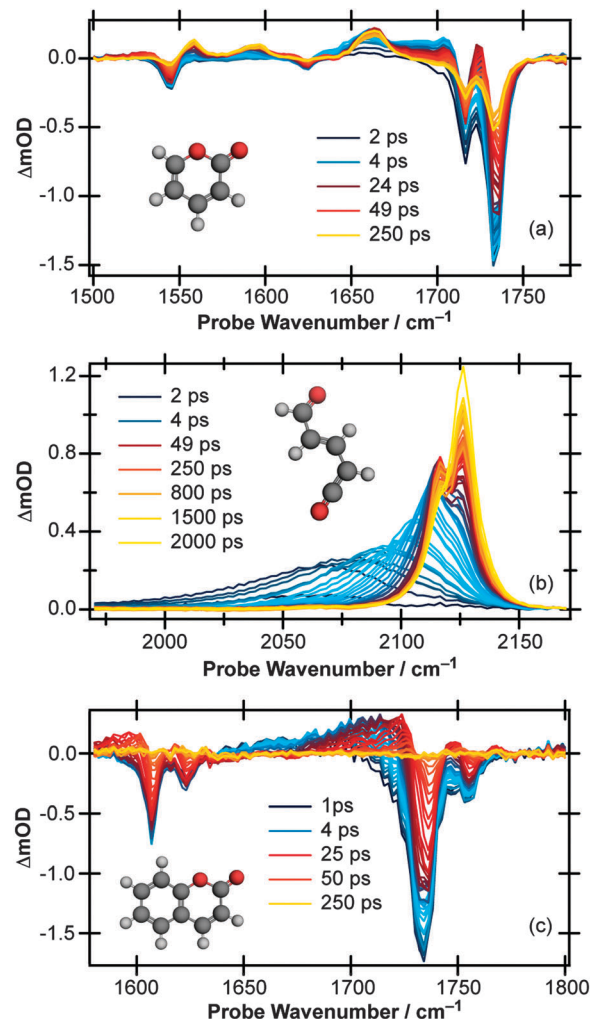 0.0
-0.5
-1.0
-1.5
ΔmOD
2 ps
4 ps
24 ps
49 ps
250 ps
(a)
1500 1550 1600 1650 1700 1750
Probe Wavenumber / cm⁻¹
1.2
0.8
0.4
0.0
ΔmOD
2 ps
4 ps
49 ps
250 ps
800 ps
1500 ps
2000 ps
(b)
2000 2050 2100 2150
Probe Wavenumber / cm⁻¹
0.0
-0.5
-1.0
-1.5
ΔmOD
1ps
4 ps
25 ps
50 ps
250 ps
(c)
1600 1650 1700 1750 1800
Probe Wavenumber / cm⁻¹